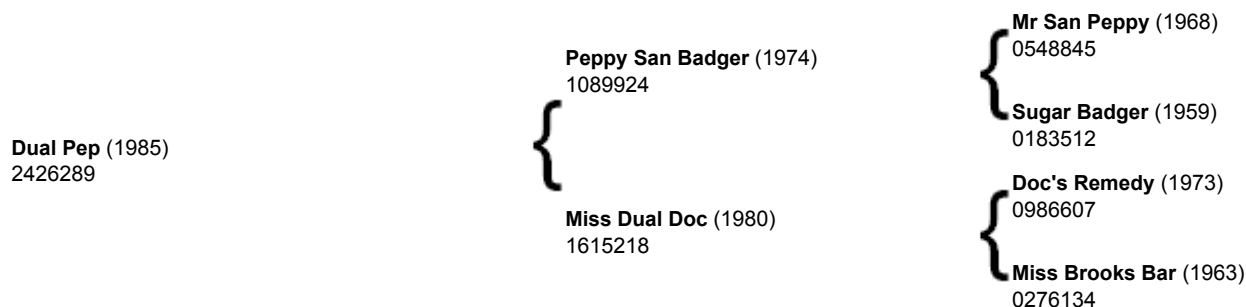 Dual Pep (1985)
2426289
Peppy San Badger (1974)
1089924
Miss Dual Doc (1980)
1615218
Mr San Peppy (1968)
0548845
Sugar Badger (1959)
0183512
Doc's Remedy (1973)
0986607
Miss Brooks Bar (1963)
0276134